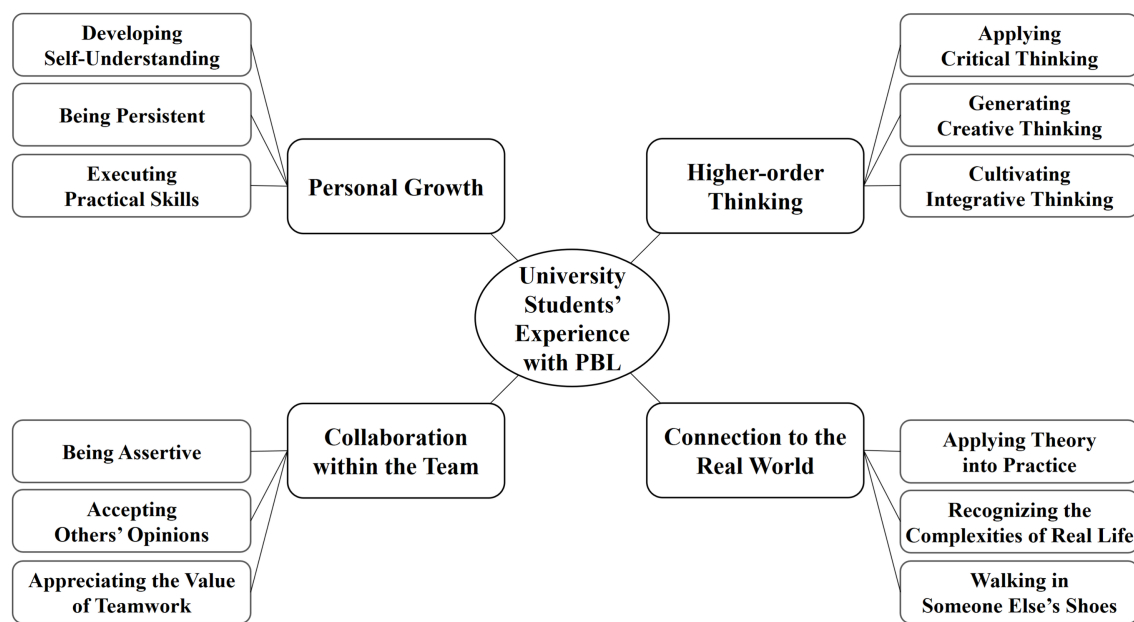 Developing
Self-Understanding
Being Persistent
Executing
Practical Skills
Personal Growth
Applying
Critical Thinking
Generating
Creative Thinking
Cultivating
Integrative Thinking
Higher-order
Thinking
University
Students’
Experience
with PBL
Being Assertive
Accepting
Others’ Opinions
Appreciating the Value
of Teamwork
Collaboration
within the Team
Connection to the
Real World
Applying Theory
into Practice
Recognizing the
Complexities of Real Life
Walking in
Someone Else’s Shoes